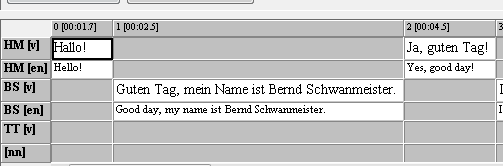 0 [00:01.7] 1 [00:02.5] 2 [00:04.5] 3
HM [v] Hallo! Ja, guten Tag!
HM [en] Hello! Yes, good day!
BS [v] Guten Tag, mein Name ist Bernd Schwanmeister.
BS [en] Good day, my name ist Bernd Schwanmeister.
TT [v]
[nn]